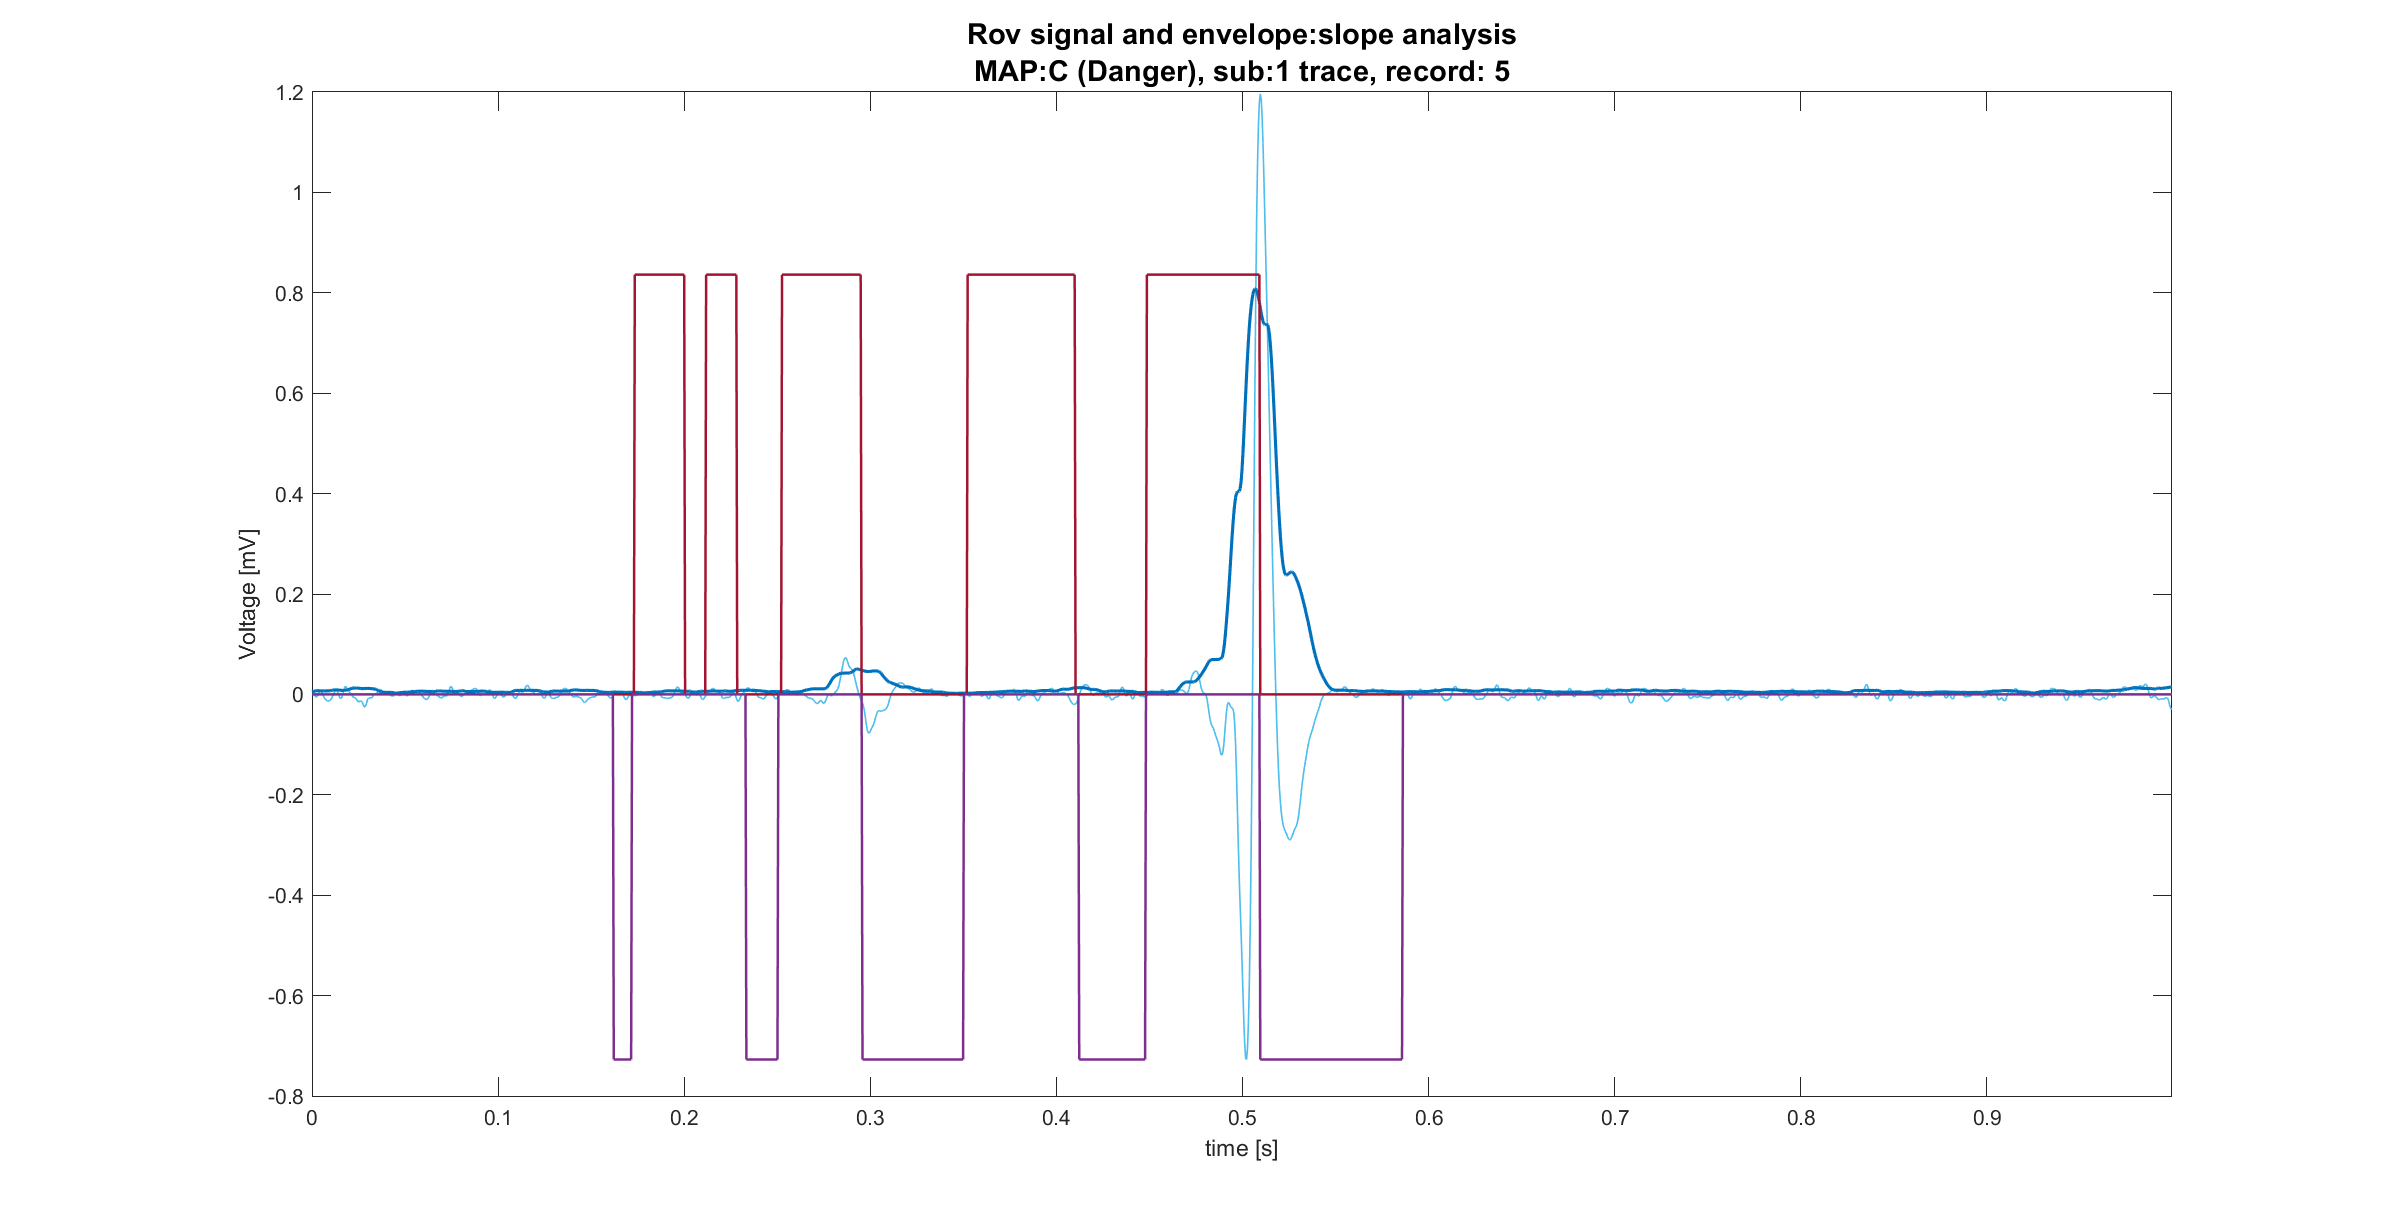 Rov signal and envelope:slope analysis
MAP:C (Danger), sub:1 trace, record: 5
1.2
1
0.8
0.6
0.4
0.2
0
-0.2
-0.4
-0.6
-0.8
Voltage [mV]
0 0.1 0.2 0.3 0.4 0.5 0.6 0.7 0.8 0.9
time [s]